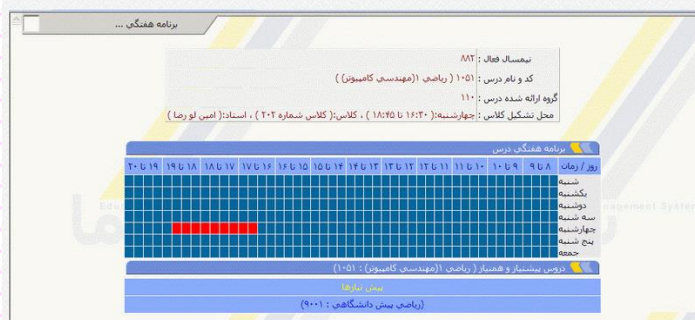 برنامه هفتگي ...
نيمسال فعال : ۸۸۲
کد و نام درس : ۱۰۵۱ ( رياضي ۱(مهندسي کامپيوتر) )
گروه ارائه شده درس : ۱۱۰
محل تشکيل کلاس : چهارشنبه:( ۱۶:۳۰ تا ۱۸:۴۵ ) ، کلاس:( کلاس شماره ۲۰۲ ) ، استاد:( امين لو رضا )
برنامه هفتگي درس
روز / زمان ۸ تا ۹ ۹ تا ۱۰ ۱۰ تا ۱۱ ۱۱ تا ۱۲ ۱۲ تا ۱۳ ۱۳ تا ۱۴ ۱۴ تا ۱۵ ۱۵ تا ۱۶ ۱۶ تا ۱۷ ۱۷ تا ۱۸ ۱۸ تا ۱۹ ۱۹ تا ۲۰
شنبه
يکشنبه
دوشنبه
سه شنبه
چهارشنبه
پنج شنبه
جمعه
دروس پيشنياز و همنياز ( رياضي ۱(مهندسي کامپيوتر) : ۱۰۵۱)
پيش نيازها
(رياضي پيش دانشگاهي : ۹۰۰۱)